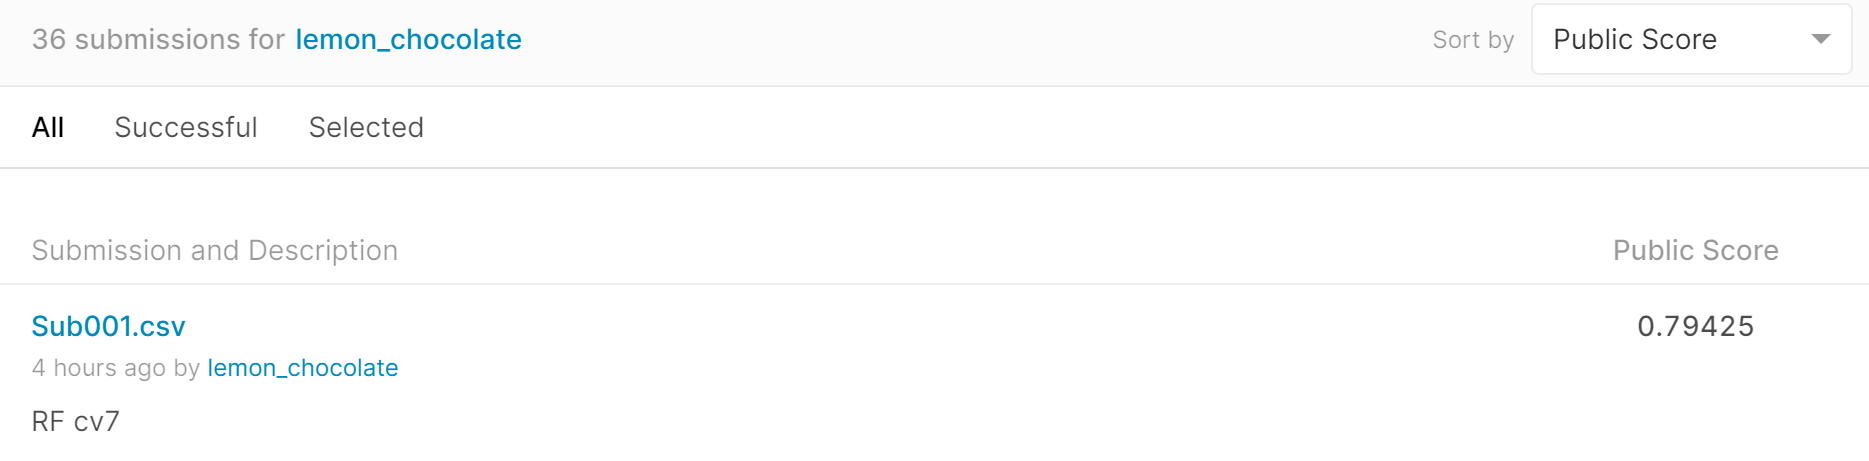 36 submissions for lemon_chocolate
Sort by Public Score
All Successful Selected
Submission and Description Public Score
Sub001.csv 0.79425
4 hours ago by lemon_chocolate
RF cv7